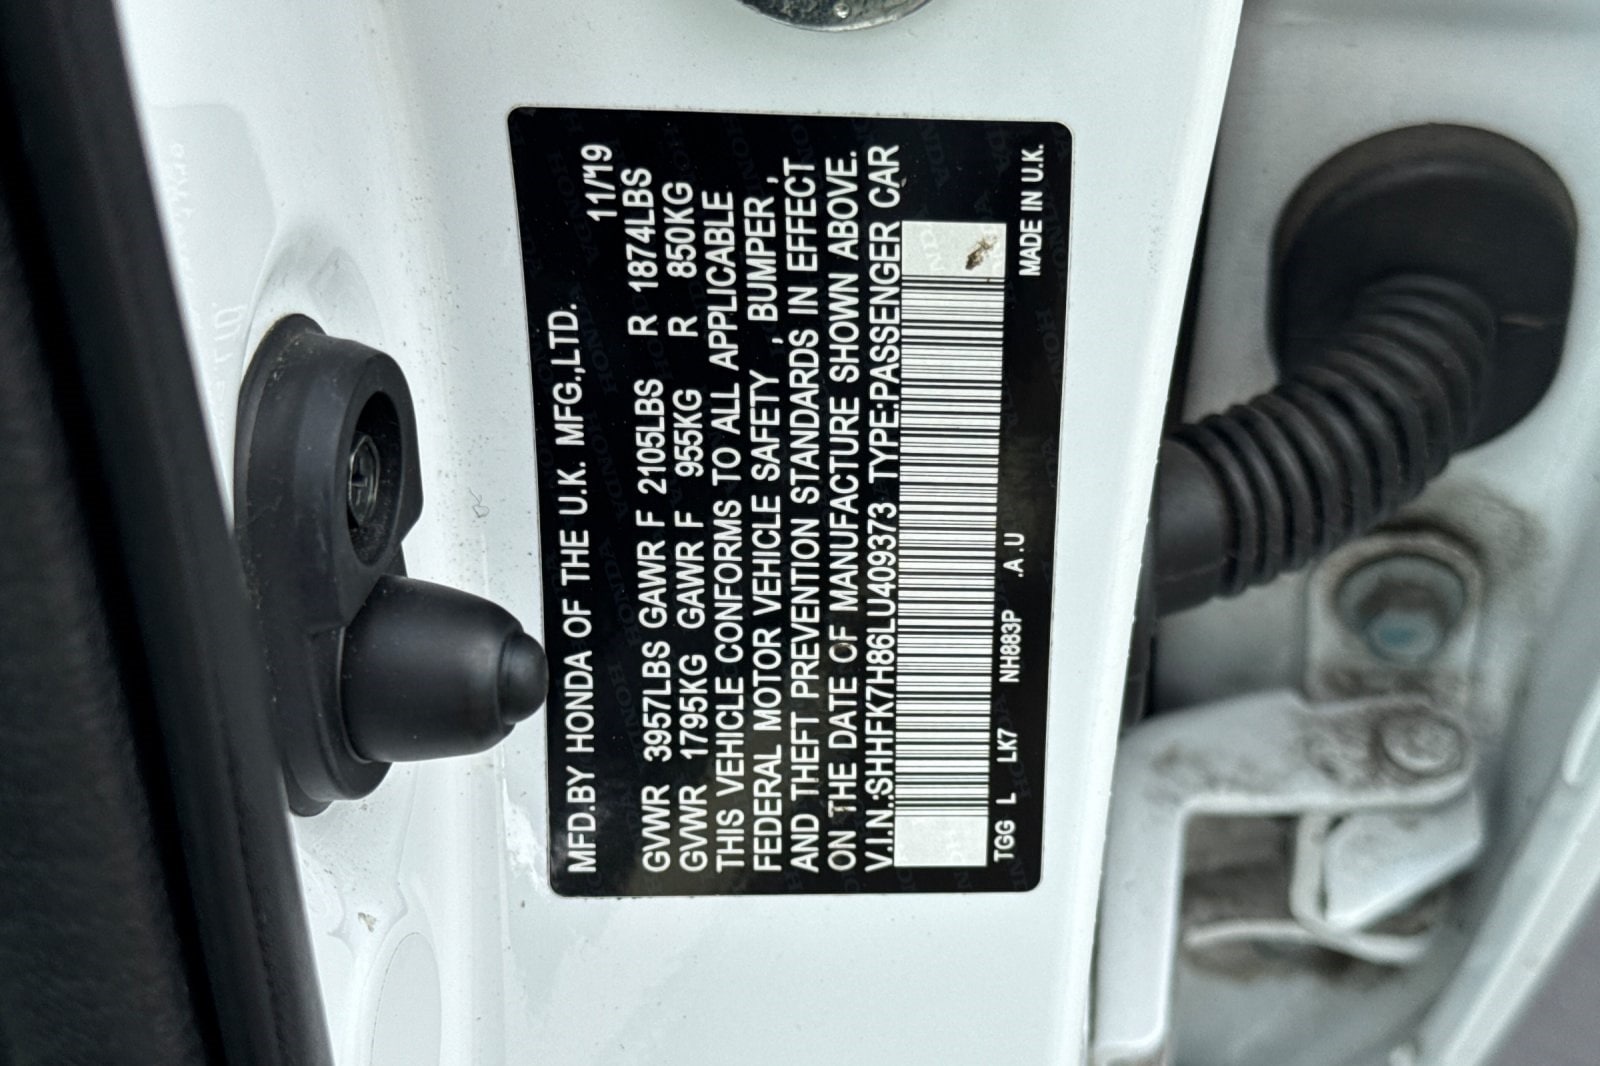 MFD.BY HONDA OF THE U.K. MFG.,LTD. 11/'19
GVWR 3957LBS GAWR F 2105LBS R 1874LBS
GVWR 1795KG GAWR F 955KG R 850KG
THIS VEHICLE CONFORMS TO ALL APPLICABLE
FEDERAL MOTOR VEHICLE SAFETY , BUMPER ,
AND THEFT PREVENTION STANDARDS IN EFFECT
ON THE DATE OF MANUFACTURE SHOWN ABOVE.
V.I.N.SHHFK7H86LU409373 TYPE:PASSENGER CAR
TGG L LK7 NH883P .A.U MADE IN U.K.